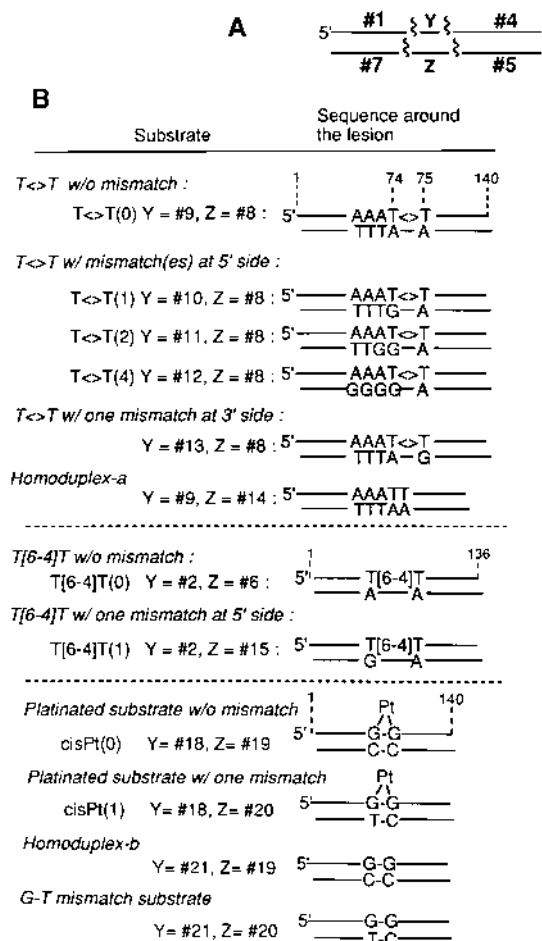 A
5' #1 Y #4
#7 Z #5
B
Substrate
Sequence around
the lesion
T<>T w/o mismatch :
1 74 75 140
T<>T(0) Y = #9, Z = #8 : 5' AAAT<>T
TTTA A
T<>T w/ mismatch(es) at 5' side :
T<>T(1) Y = #10, Z = #8 : 5' AAAT<>T
TTTG A
T<>T(2) Y = #11, Z = #8 : 5' AAAT<>T
TTGG A
T<>T(4) Y = #12, Z = #8 : 5' AAAT<>T
GGGG A
T<>T w/ one mismatch at 3' side :
Y = #13, Z = #8 : 5' AAAT<>T
TTTA G
Homoduplex-a
Y = #9, Z = #14 : 5' AAATT
TTTAA
T[6-4]T w/o mismatch :
1 136
T[6-4]T(0) Y = #2, Z = #6 : 5' T[6-4]T
A A
T[6-4]T w/ one mismatch at 5' side :
T[6-4]T(1) Y = #2, Z = #15 : 5' T[6-4]T
G A
Platinated substrate w/o mismatch
1 Pt 140
cisPt(0) Y= #18, Z= #19 5' G-G
C-C
Platinated substrate w/ one mismatch
Pt
cisPt(1) Y= #18, Z= #20 5' G-G
T-C
Homoduplex-b
Y= #21, Z= #19 5' G-G
C-C
G-T mismatch substrate
Y= #21, Z= #20 5' G-G
T-C